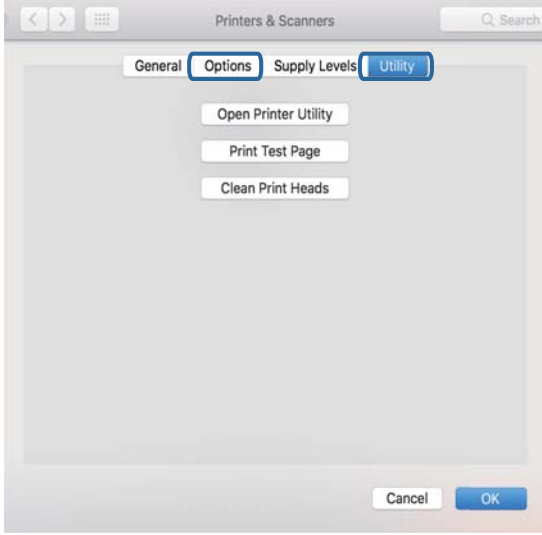 Printers & Scanners Search
General Options Supply Levels Utility
Open Printer Utility
Print Test Page
Clean Print Heads
Cancel OK